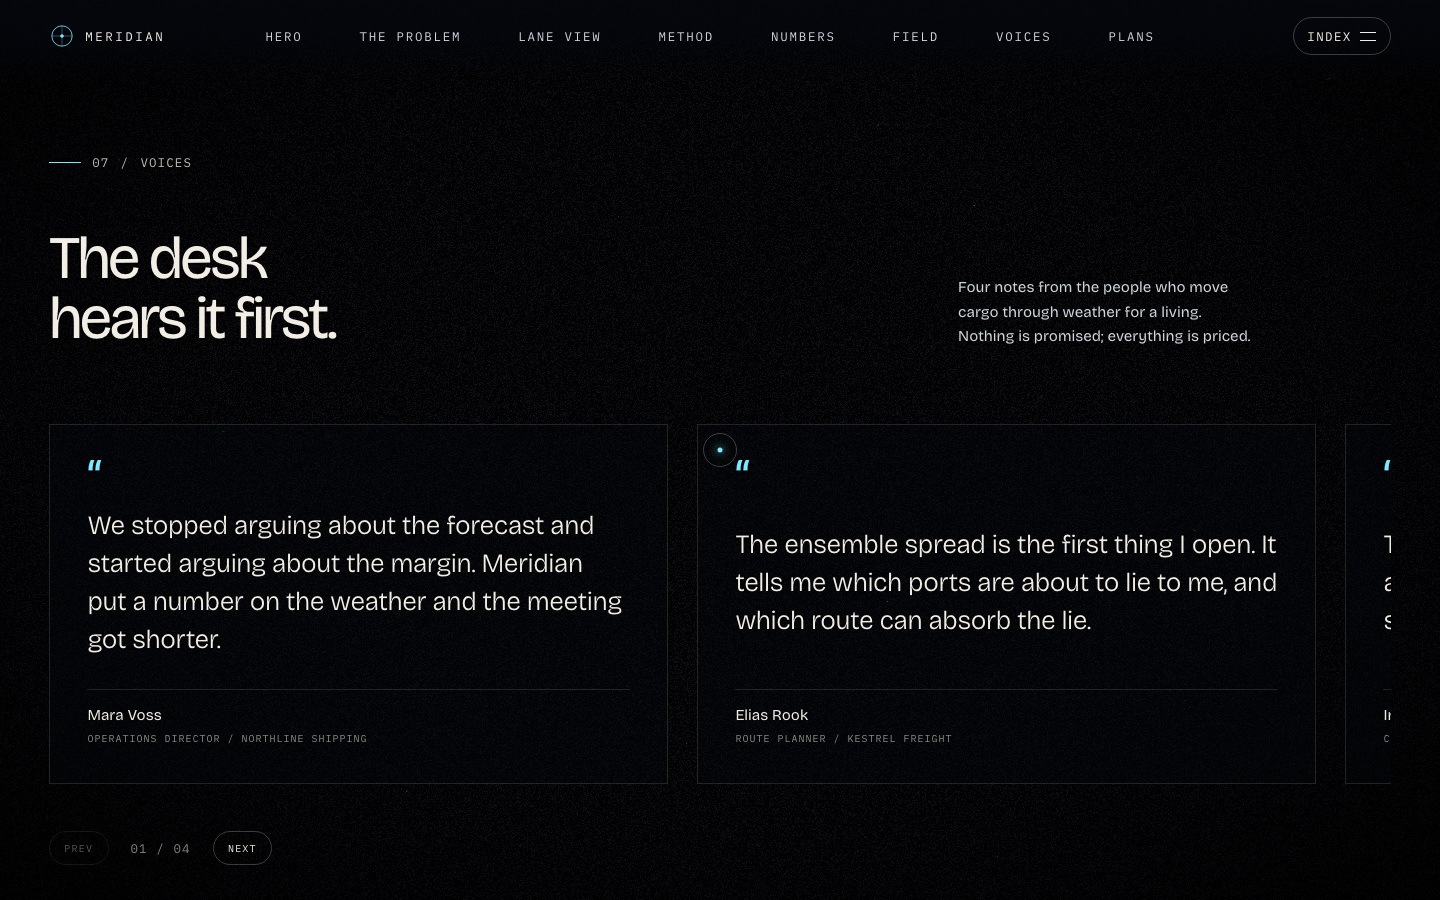 MERIDIAN
HERO
THE PROBLEM
LANE VIEW
METHOD
NUMBERS
FIELD
VOICES
PLANS
INDEX
07 / VOICES
The desk
hears it first.
Four notes from the people who move
cargo through weather for a living.
Nothing is promised; everything is priced.
“
We stopped arguing about the forecast and
started arguing about the margin. Meridian
put a number on the weather and the meeting
got shorter.
Mara Voss
OPERATIONS DIRECTOR / NORTHLINE SHIPPING
“
The ensemble spread is the first thing I open. It
tells me which ports are about to lie to me, and
which route can absorb the lie.
Elias Rook
ROUTE PLANNER / KESTREL FREIGHT
PREV
01 / 04
NEXT